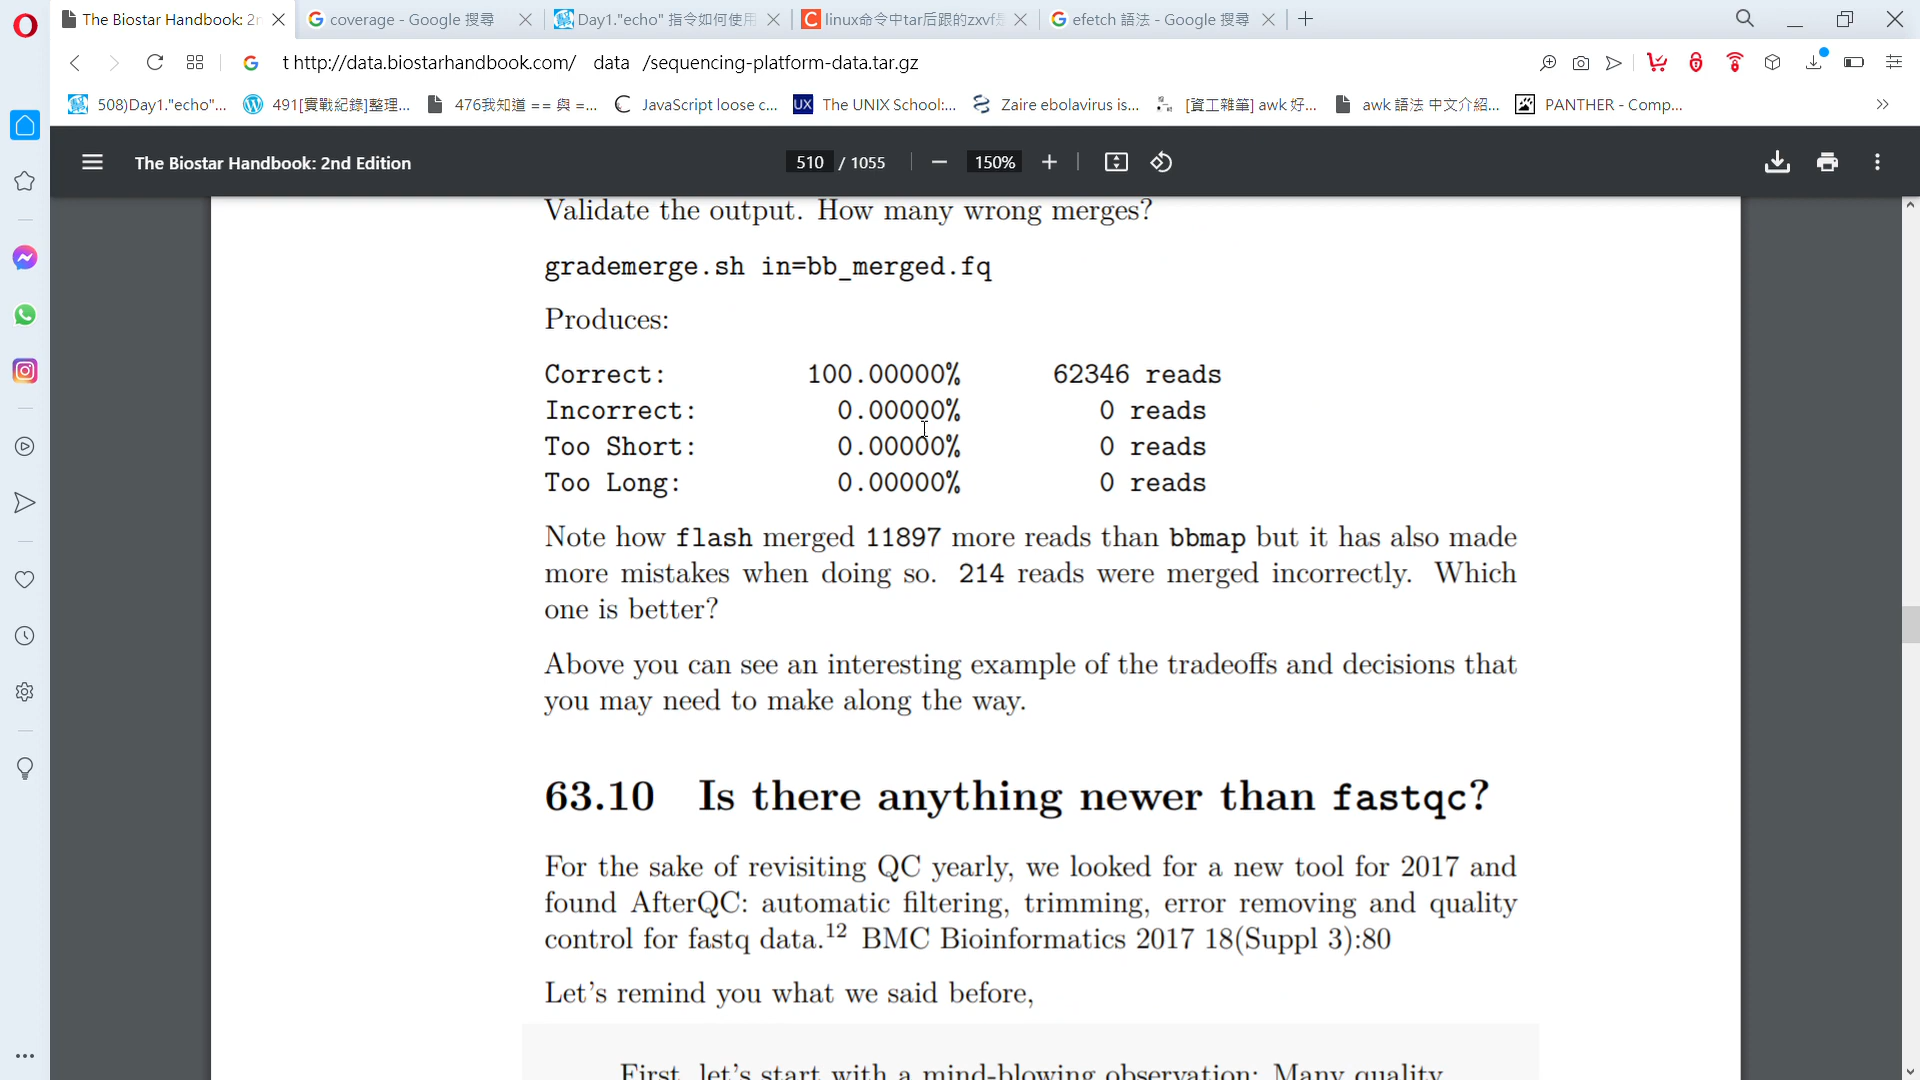 The Biostar Handbook: 2n
coverage - Google 搜尋
Day1."echo" 指令如何使用
linux命令中tar后跟的zxvf是
efetch 語法 - Google 搜尋
t http://data.biostarhandbook.com/ data /sequencing-platform-data.tar.gz
508)Day1."echo"...
491[實戰紀錄]整理...
476我知道 == 與 =...
JavaScript loose c...
UX The UNIX School:...
Zaire ebolavirus is...
[資工雜筆] awk 好...
awk 語法 中文介紹...
PANTHER - Comp...
The Biostar Handbook: 2nd Edition
510 / 1055
150%
Validate the output. How many wrong merges?
grademerge.sh in=bb_merged.fq
Produces:
Correct: 100.00000% 62346 reads
Incorrect: 0.00000% 0 reads
Too Short: 0.00000% 0 reads
Too Long: 0.00000% 0 reads
Note how flash merged 11897 more reads than bbmap but it has also made
more mistakes when doing so. 214 reads were merged incorrectly. Which
one is better?
Above you can see an interesting example of the tradeoffs and decisions that
you may need to make along the way.
63.10 Is there anything newer than fastqc?
For the sake of revisiting QC yearly, we looked for a new tool for 2017 and
found AfterQC: automatic filtering, trimming, error removing and quality
control for fastq data.12 BMC Bioinformatics 2017 18(Suppl 3):80
Let's remind you what we said before,
First, let's start with a mind-blowing observation: Many quality